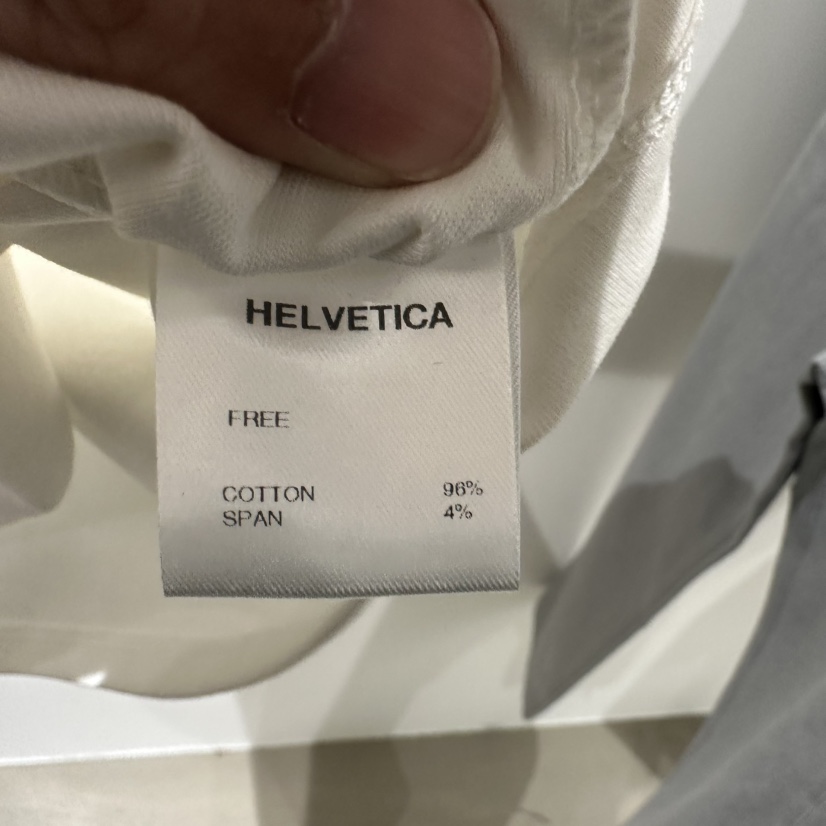 HELVETICA
FREE
COTTON 96%
SPAN 4%